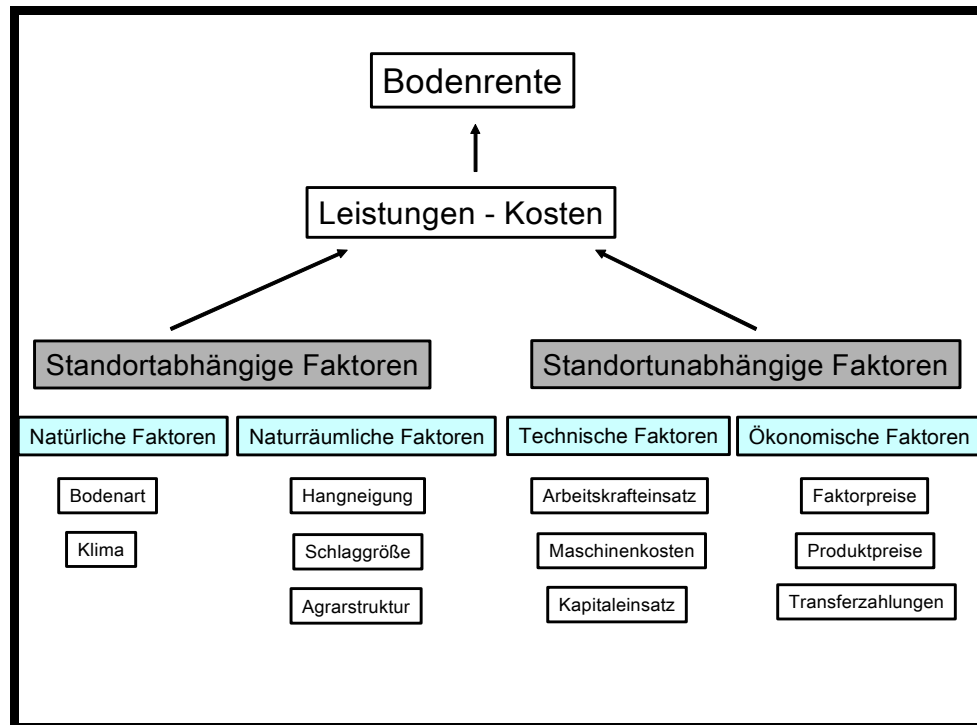 Bodenrente
Leistungen - Kosten
Standortabhängige Faktoren
Standortunabhängige Faktoren
Natürliche Faktoren
Naturräumliche Faktoren
Technische Faktoren
Ökonomische Faktoren
Bodenart
Hangneigung
Arbeitskrafteinsatz
Faktorpreise
Klima
Schlaggröße
Maschinenkosten
Produktpreise
Agrarstruktur
Kapitaleinsatz
Transferzahlungen